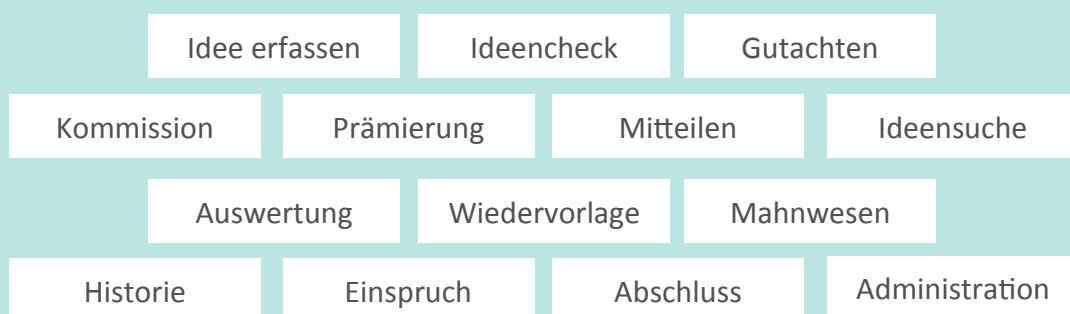 Idee erfassen Ideencheck Gutachten
Kommission Prämierung Mitteilen Ideensuche
Auswertung Wiedervorlage Mahnwesen
Historie Einspruch Abschluss Administration